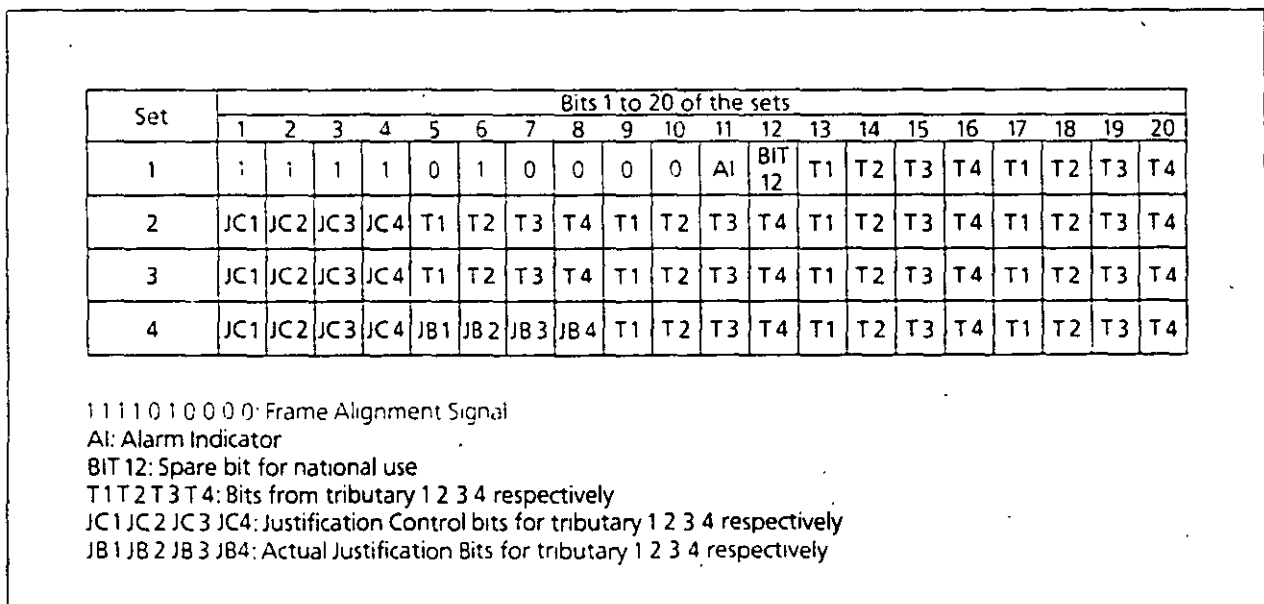 Set Bits 1 to 20 of the sets
1 2 3 4 5 6 7 8 9 10 11 12 13 14 15 16 17 18 19 20
1 1 1 1 1 0 1 0 0 0 0 AI BIT 12 T1 T2 T3 T4 T1 T2 T3 T4
2 JC1 JC2 JC3 JC4 T1 T2 T3 T4 T1 T2 T3 T4 T1 T2 T3 T4 T1 T2 T3 T4
3 JC1 JC2 JC3 JC4 T1 T2 T3 T4 T1 T2 T3 T4 T1 T2 T3 T4 T1 T2 T3 T4
4 JC1 JC2 JC3 JC4 JB1 JB2 JB3 JB4 T1 T2 T3 T4 T1 T2 T3 T4 T1 T2 T3 T4
1 1 1 1 0 1 0 0 0 0: Frame Alignment Signal
AI: Alarm Indicator
BIT 12: Spare bit for national use
T1 T2 T3 T4: Bits from tributary 1 2 3 4 respectively
JC1 JC2 JC3 JC4: Justification Control bits for tributary 1 2 3 4 respectively
JB1 JB2 JB3 JB4: Actual Justification Bits for tributary 1 2 3 4 respectively